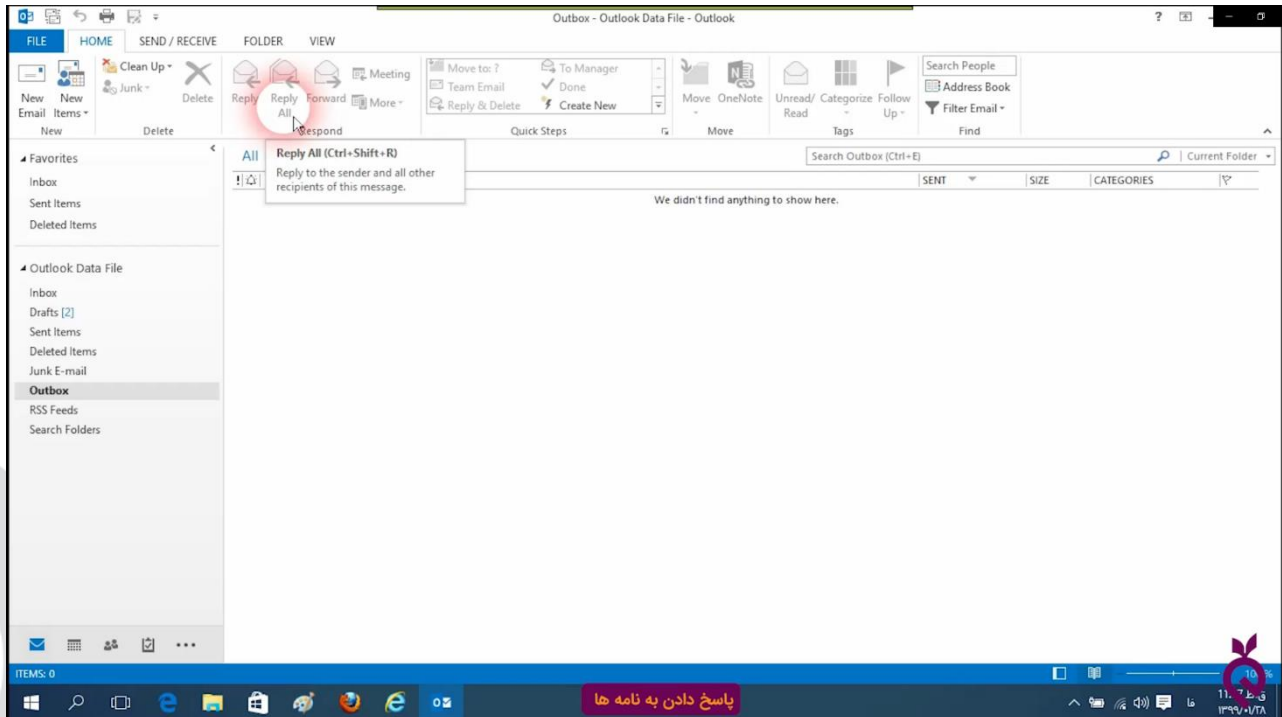 Outbox - Outlook Data File - Outlook
?
FILE HOME SEND / RECEIVE FOLDER VIEW
New Email
New Items
New
Clean Up
Junk
Delete
Delete
Reply
Reply All
Forward
Meeting
More
Respond
Move to: ?
Team Email
Reply & Delete
To Manager
Done
Create New
Quick Steps
Move
OneNote
Move
Unread/ Read
Categorize
Follow Up
Tags
Search People
Address Book
Filter Email
Find
Reply All (Ctrl+Shift+R)
Reply to the sender and all other
recipients of this message.
Favorites
Inbox
Sent Items
Deleted Items
Outlook Data File
Inbox
Drafts [2]
Sent Items
Deleted Items
Junk E-mail
Outbox
RSS Feeds
Search Folders
All
Search Outbox (Ctrl+E)
Current Folder
SENT SIZE CATEGORIES
We didn't find anything to show here.
ITEMS: 0
پاسخ دادن به نامه ها
فا
۱۳۹۹/۰۱/۲۸